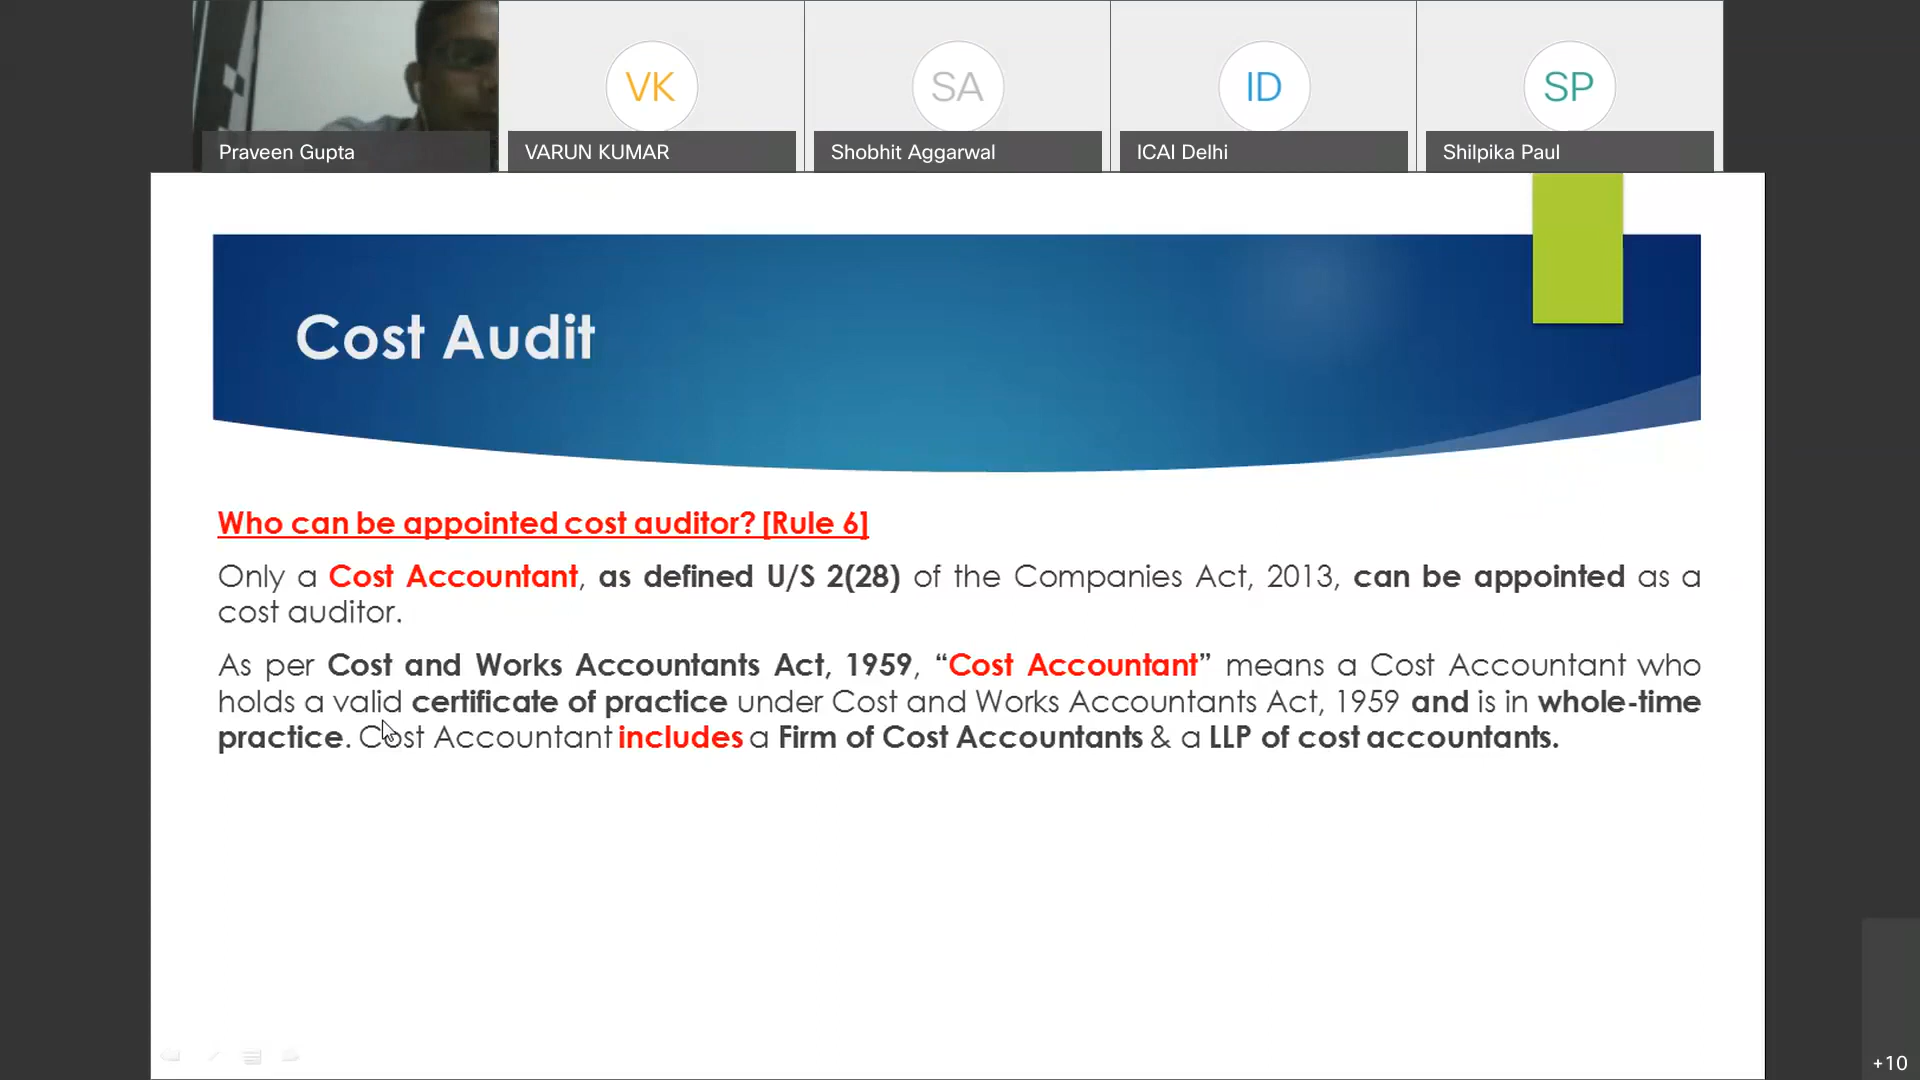 VK
SA
ID
SP
Praveen Gupta
VARUN KUMAR
Shobhit Aggarwal
ICAI Delhi
Shilpika Paul
Cost Audit
Who can be appointed cost auditor? [Rule 6]
Only a Cost Accountant, as defined U/S 2(28) of the Companies Act, 2013, can be appointed as a
cost auditor.
As per Cost and Works Accountants Act, 1959, “Cost Accountant” means a Cost Accountant who
holds a valid certificate of practice under Cost and Works Accountants Act, 1959 and is in whole-time
practice. Cost Accountant includes a Firm of Cost Accountants & a LLP of cost accountants.
+10